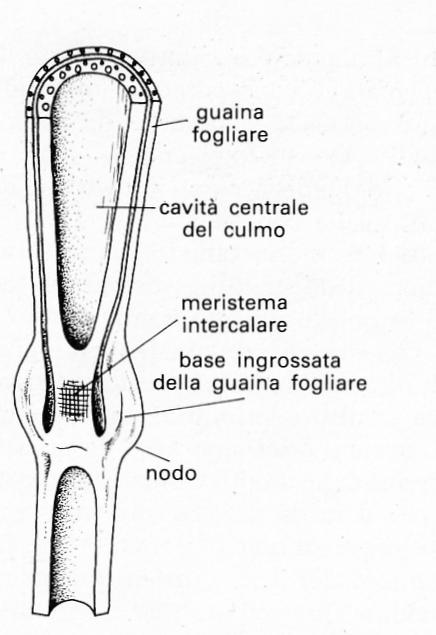 guaina
fogliare
cavità centrale
del culmo
meristema
intercalare
base ingrossata
della guaina fogliare
nodo